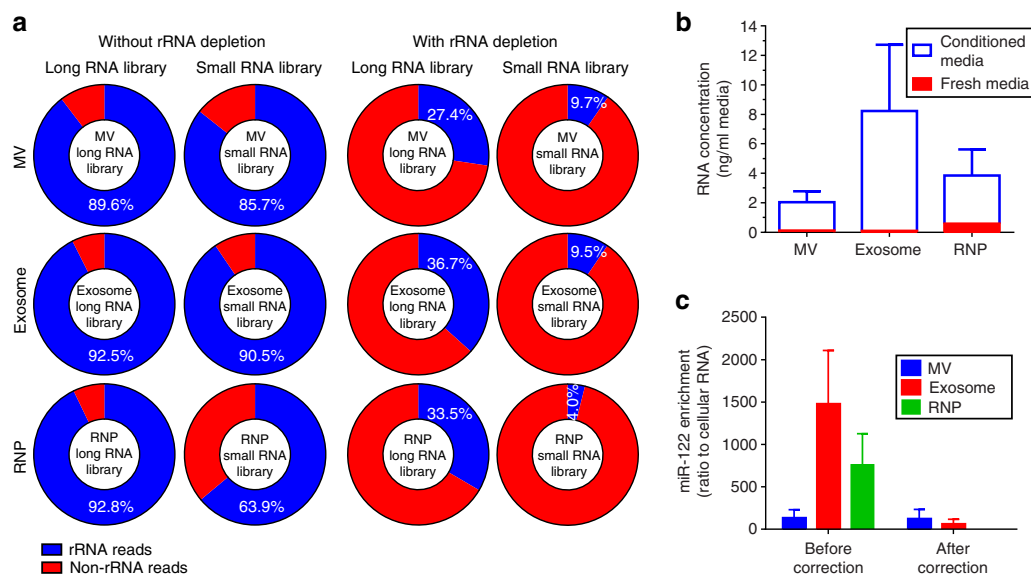 a
Without rRNA depletion
With rRNA depletion
Long RNA library
Small RNA library
Long RNA library
Small RNA library
MV
MV
long RNA
library
89.6%
MV
small RNA
library
85.7%
27.4%
MV
long RNA
library
9.7%
MV
small RNA
library
Exosome
Exosome
long RNA
library
92.5%
Exosome
small RNA
library
90.5%
36.7%
Exosome
long RNA
library
9.5%
Exosome
small RNA
library
RNP
RNP
long RNA
library
92.8%
RNP
small RNA
library
63.9%
33.5%
RNP
long RNA
library
4.0%
RNP
small RNA
library
rRNA reads
Non-rRNA reads
b
RNA concentration
(ng/ml media)
14
12
10
8
6
4
2
0
Conditioned
media
Fresh media
MV
Exosome
RNP
c
miR-122 enrichment
(ratio to cellular RNA)
2500
2000
1500
1000
500
0
MV
Exosome
RNP
Before
correction
After
correction